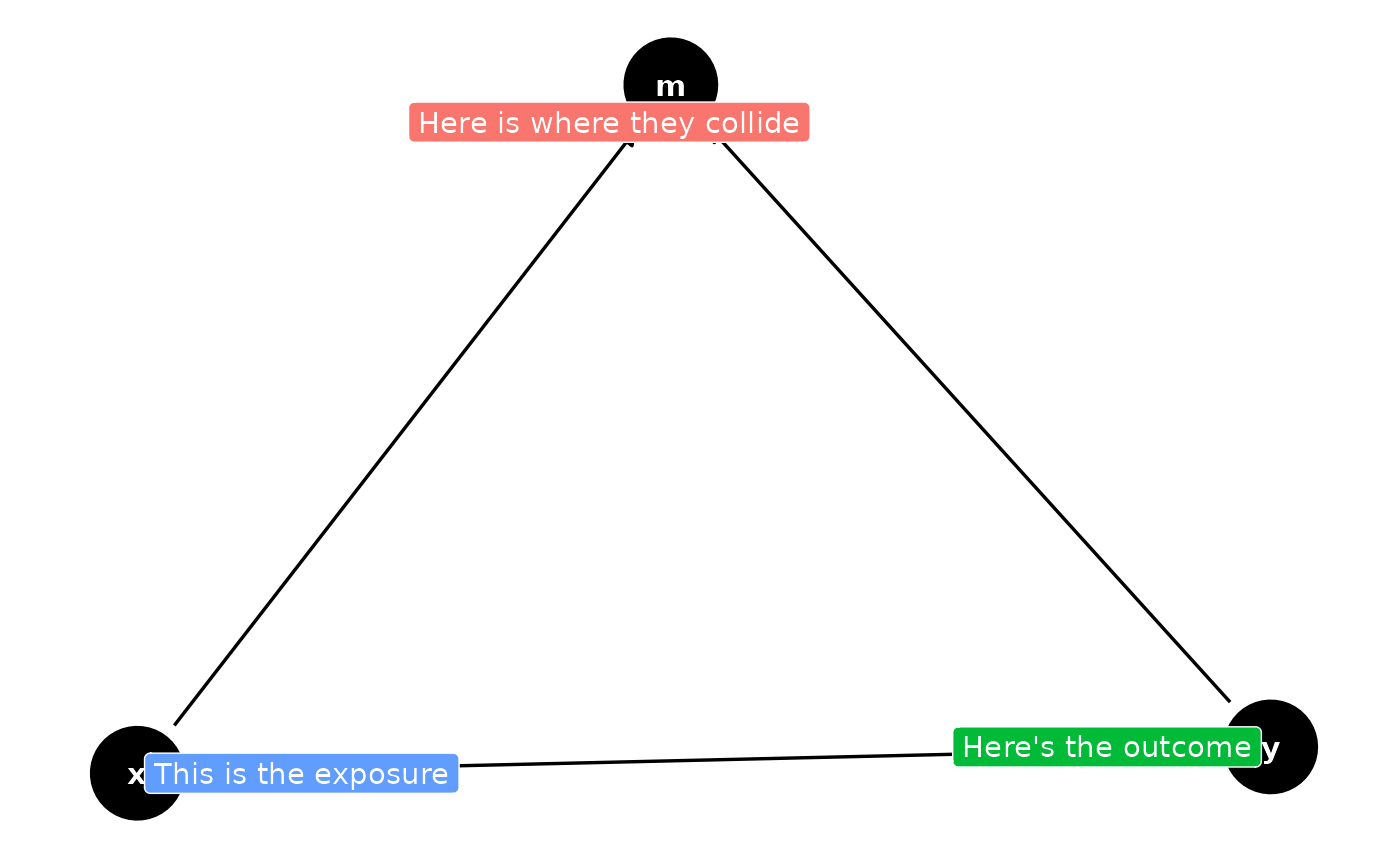 m
Here is where they collide
Here's the outcome
y
x
This is the exposure